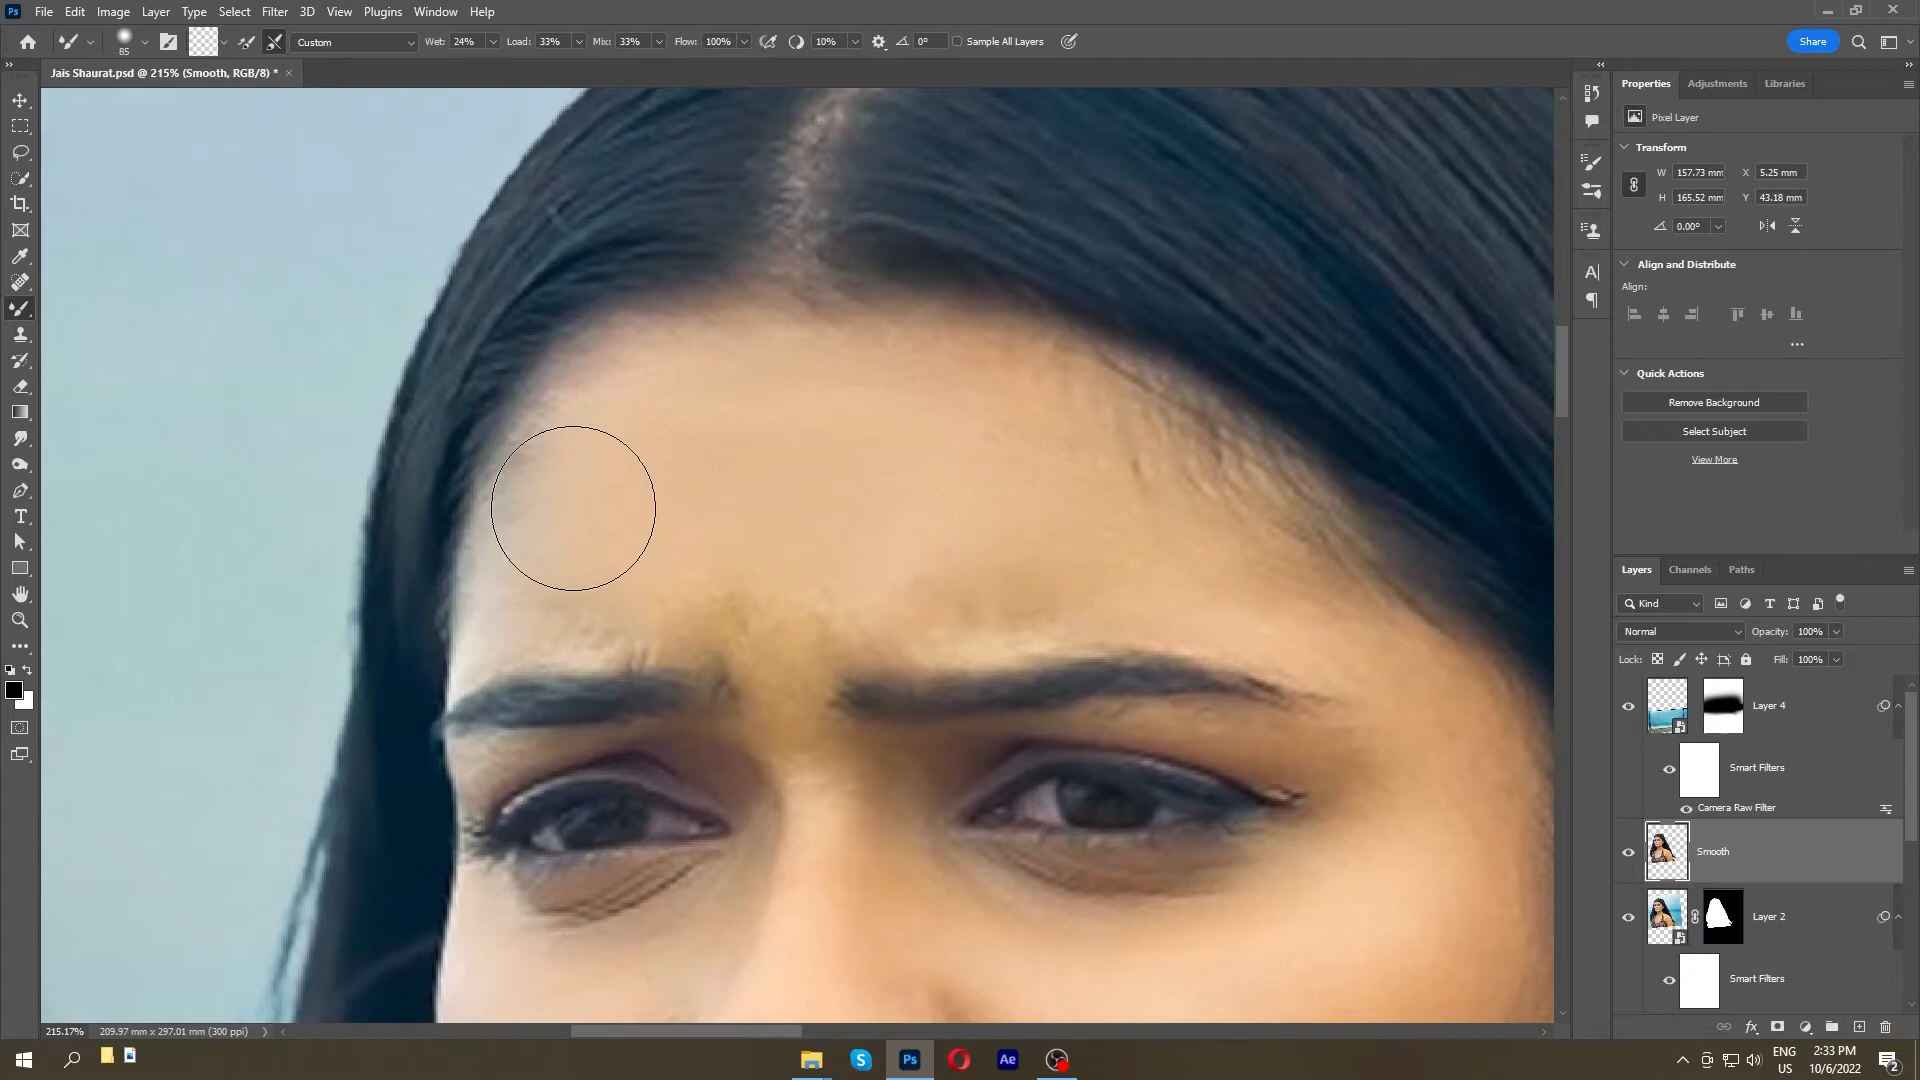 Ps File Edit Image Layer Type Select Filter 3D View Plugins Window Help
85 Custom Wet: 24% Load: 33% Mix: 33% Flow: 100% 10% 0° Sample All Layers Share
Jais Shaurat.psd @ 215% (Smooth, RGB/8) *
Properties Adjustments Libraries
Pixel Layer
Transform
W 157.73 mm X 5.25 mm
H 165.52 mm Y 43.18 mm
0.00°
Align and Distribute
Align:
Quick Actions
Remove Background
Select Subject
View More
Layers Channels Paths
Kind
Normal Opacity: 100%
Lock: Fill: 100%
Layer 4
Smart Filters
Camera Raw Filter
Smooth
Layer 2
Smart Filters
215.17% 209.97 mm x 297.01 mm (300 ppi)
Ps Ae
ENG 2:33 PM
US 10/6/2022 2